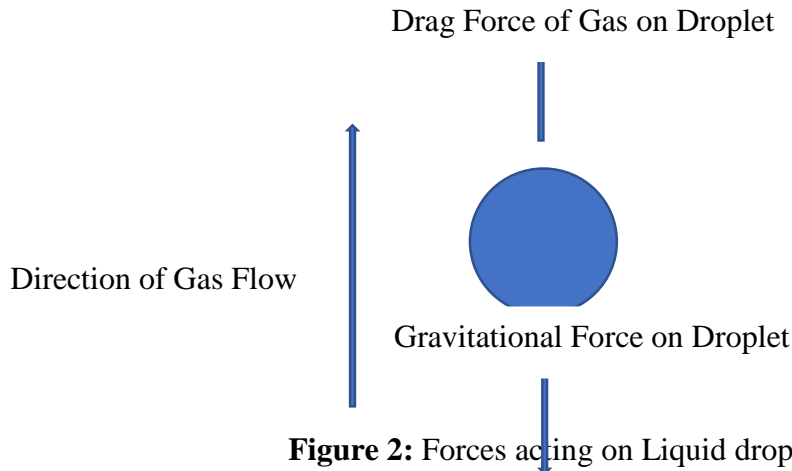 Drag Force of Gas on Droplet
Direction of Gas Flow
Gravitational Force on Droplet
Figure 2: Forces acting on Liquid drop